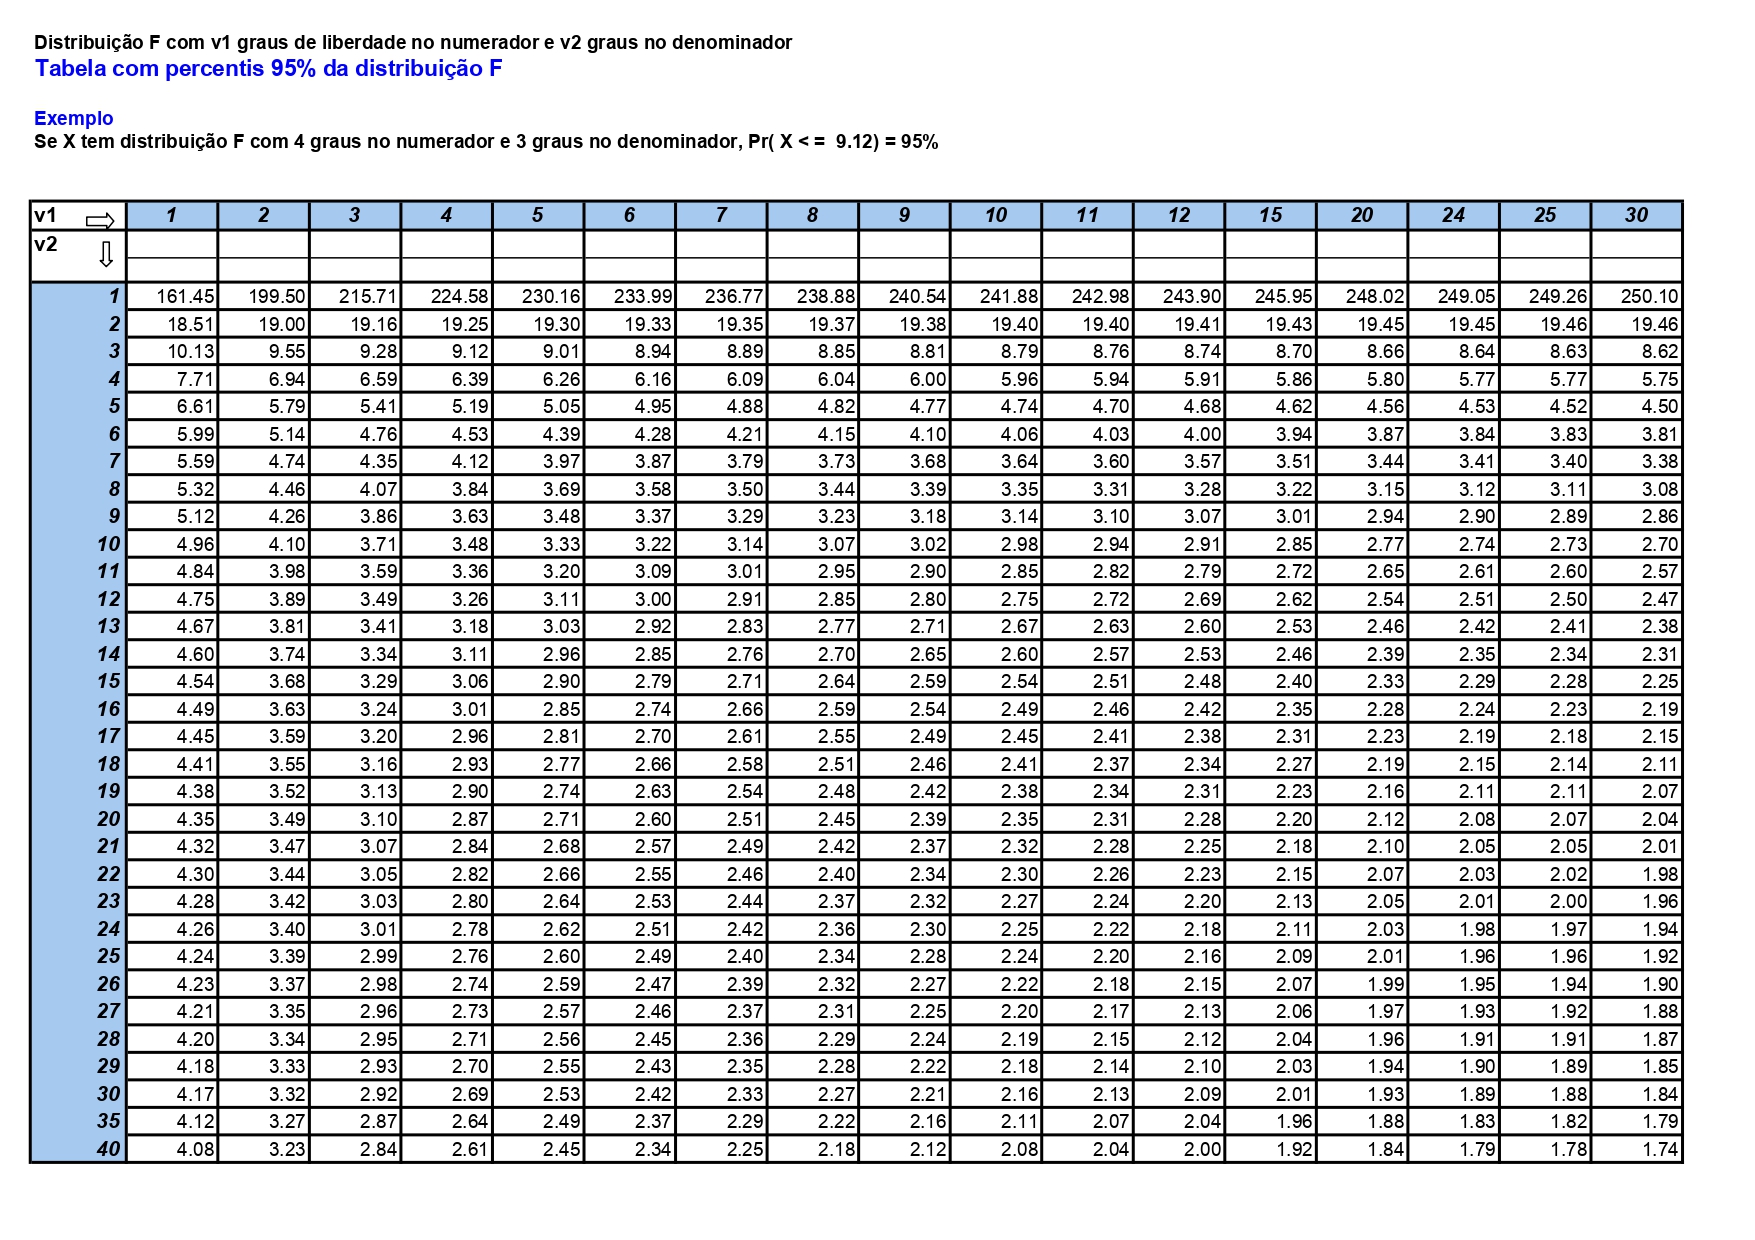 Distribuição F com v1 graus de liberdade no numerador e v2 graus no denominador
Tabela com percentis 95% da distribuição F
Exemplo
Se X tem distribuição F com 4 graus no numerador e 3 graus no denominador, Pr( X < =  9.12) = 95%
v1 ⇨ 1 2 3 4 5 6 7 8 9 10 11 12 15 20 24 25 30
v2 ⇩
1 161.45 199.50 215.71 224.58 230.16 233.99 236.77 238.88 240.54 241.88 242.98 243.90 245.95 248.02 249.05 249.26 250.10
2 18.51 19.00 19.16 19.25 19.30 19.33 19.35 19.37 19.38 19.40 19.40 19.41 19.43 19.45 19.45 19.46 19.46
3 10.13 9.55 9.28 9.12 9.01 8.94 8.89 8.85 8.81 8.79 8.76 8.74 8.70 8.66 8.64 8.63 8.62
4 7.71 6.94 6.59 6.39 6.26 6.16 6.09 6.04 6.00 5.96 5.94 5.91 5.86 5.80 5.77 5.77 5.75
5 6.61 5.79 5.41 5.19 5.05 4.95 4.88 4.82 4.77 4.74 4.70 4.68 4.62 4.56 4.53 4.52 4.50
6 5.99 5.14 4.76 4.53 4.39 4.28 4.21 4.15 4.10 4.06 4.03 4.00 3.94 3.87 3.84 3.83 3.81
7 5.59 4.74 4.35 4.12 3.97 3.87 3.79 3.73 3.68 3.64 3.60 3.57 3.51 3.44 3.41 3.40 3.38
8 5.32 4.46 4.07 3.84 3.69 3.58 3.50 3.44 3.39 3.35 3.31 3.28 3.22 3.15 3.12 3.11 3.08
9 5.12 4.26 3.86 3.63 3.48 3.37 3.29 3.23 3.18 3.14 3.10 3.07 3.01 2.94 2.90 2.89 2.86
10 4.96 4.10 3.71 3.48 3.33 3.22 3.14 3.07 3.02 2.98 2.94 2.91 2.85 2.77 2.74 2.73 2.70
11 4.84 3.98 3.59 3.36 3.20 3.09 3.01 2.95 2.90 2.85 2.82 2.79 2.72 2.65 2.61 2.60 2.57
12 4.75 3.89 3.49 3.26 3.11 3.00 2.91 2.85 2.80 2.75 2.72 2.69 2.62 2.54 2.51 2.50 2.47
13 4.67 3.81 3.41 3.18 3.03 2.92 2.83 2.77 2.71 2.67 2.63 2.60 2.53 2.46 2.42 2.41 2.38
14 4.60 3.74 3.34 3.11 2.96 2.85 2.76 2.70 2.65 2.60 2.57 2.53 2.46 2.39 2.35 2.34 2.31
15 4.54 3.68 3.29 3.06 2.90 2.79 2.71 2.64 2.59 2.54 2.51 2.48 2.40 2.33 2.29 2.28 2.25
16 4.49 3.63 3.24 3.01 2.85 2.74 2.66 2.59 2.54 2.49 2.46 2.42 2.35 2.28 2.24 2.23 2.19
17 4.45 3.59 3.20 2.96 2.81 2.70 2.61 2.55 2.49 2.45 2.41 2.38 2.31 2.23 2.19 2.18 2.15
18 4.41 3.55 3.16 2.93 2.77 2.66 2.58 2.51 2.46 2.41 2.37 2.34 2.27 2.19 2.15 2.14 2.11
19 4.38 3.52 3.13 2.90 2.74 2.63 2.54 2.48 2.42 2.38 2.34 2.31 2.23 2.16 2.11 2.11 2.07
20 4.35 3.49 3.10 2.87 2.71 2.60 2.51 2.45 2.39 2.35 2.31 2.28 2.20 2.12 2.08 2.07 2.04
21 4.32 3.47 3.07 2.84 2.68 2.57 2.49 2.42 2.37 2.32 2.28 2.25 2.18 2.10 2.05 2.05 2.01
22 4.30 3.44 3.05 2.82 2.66 2.55 2.46 2.40 2.34 2.30 2.26 2.23 2.15 2.07 2.03 2.02 1.98
23 4.28 3.42 3.03 2.80 2.64 2.53 2.44 2.37 2.32 2.27 2.24 2.20 2.13 2.05 2.01 2.00 1.96
24 4.26 3.40 3.01 2.78 2.62 2.51 2.42 2.36 2.30 2.25 2.22 2.18 2.11 2.03 1.98 1.97 1.94
25 4.24 3.39 2.99 2.76 2.60 2.49 2.40 2.34 2.28 2.24 2.20 2.16 2.09 2.01 1.96 1.96 1.92
26 4.23 3.37 2.98 2.74 2.59 2.47 2.39 2.32 2.27 2.22 2.18 2.15 2.07 1.99 1.95 1.94 1.90
27 4.21 3.35 2.96 2.73 2.57 2.46 2.37 2.31 2.25 2.20 2.17 2.13 2.06 1.97 1.93 1.92 1.88
28 4.20 3.34 2.95 2.71 2.56 2.45 2.36 2.29 2.24 2.19 2.15 2.12 2.04 1.96 1.91 1.91 1.87
29 4.18 3.33 2.93 2.70 2.55 2.43 2.35 2.28 2.22 2.18 2.14 2.10 2.03 1.94 1.90 1.89 1.85
30 4.17 3.32 2.92 2.69 2.53 2.42 2.33 2.27 2.21 2.16 2.13 2.09 2.01 1.93 1.89 1.88 1.84
35 4.12 3.27 2.87 2.64 2.49 2.37 2.29 2.22 2.16 2.11 2.07 2.04 1.96 1.88 1.83 1.82 1.79
40 4.08 3.23 2.84 2.61 2.45 2.34 2.25 2.18 2.12 2.08 2.04 2.00 1.92 1.84 1.79 1.78 1.74